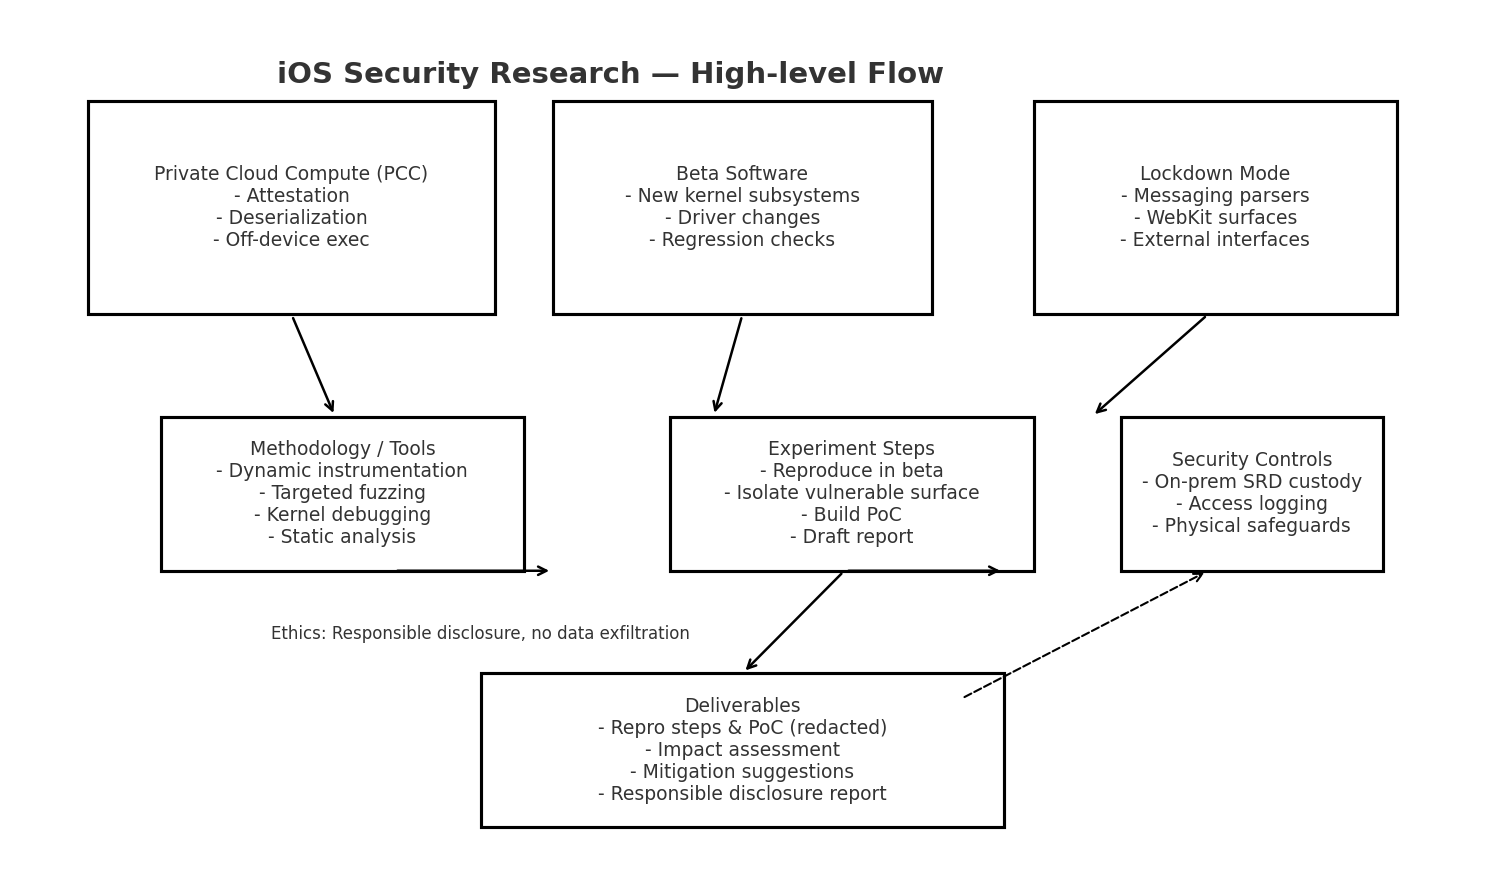 iOS Security Research — High-level Flow
Private Cloud Compute (PCC)
- Attestation
- Deserialization
- Off-device exec
Beta Software
- New kernel subsystems
- Driver changes
- Regression checks
Lockdown Mode
- Messaging parsers
- WebKit surfaces
- External interfaces
Methodology / Tools
- Dynamic instrumentation
- Targeted fuzzing
- Kernel debugging
- Static analysis
Experiment Steps
- Reproduce in beta
- Isolate vulnerable surface
- Build PoC
- Draft report
Security Controls
- On-prem SRD custody
- Access logging
- Physical safeguards
Ethics: Responsible disclosure, no data exfiltration
Deliverables
- Repro steps & PoC (redacted)
- Impact assessment
- Mitigation suggestions
- Responsible disclosure report